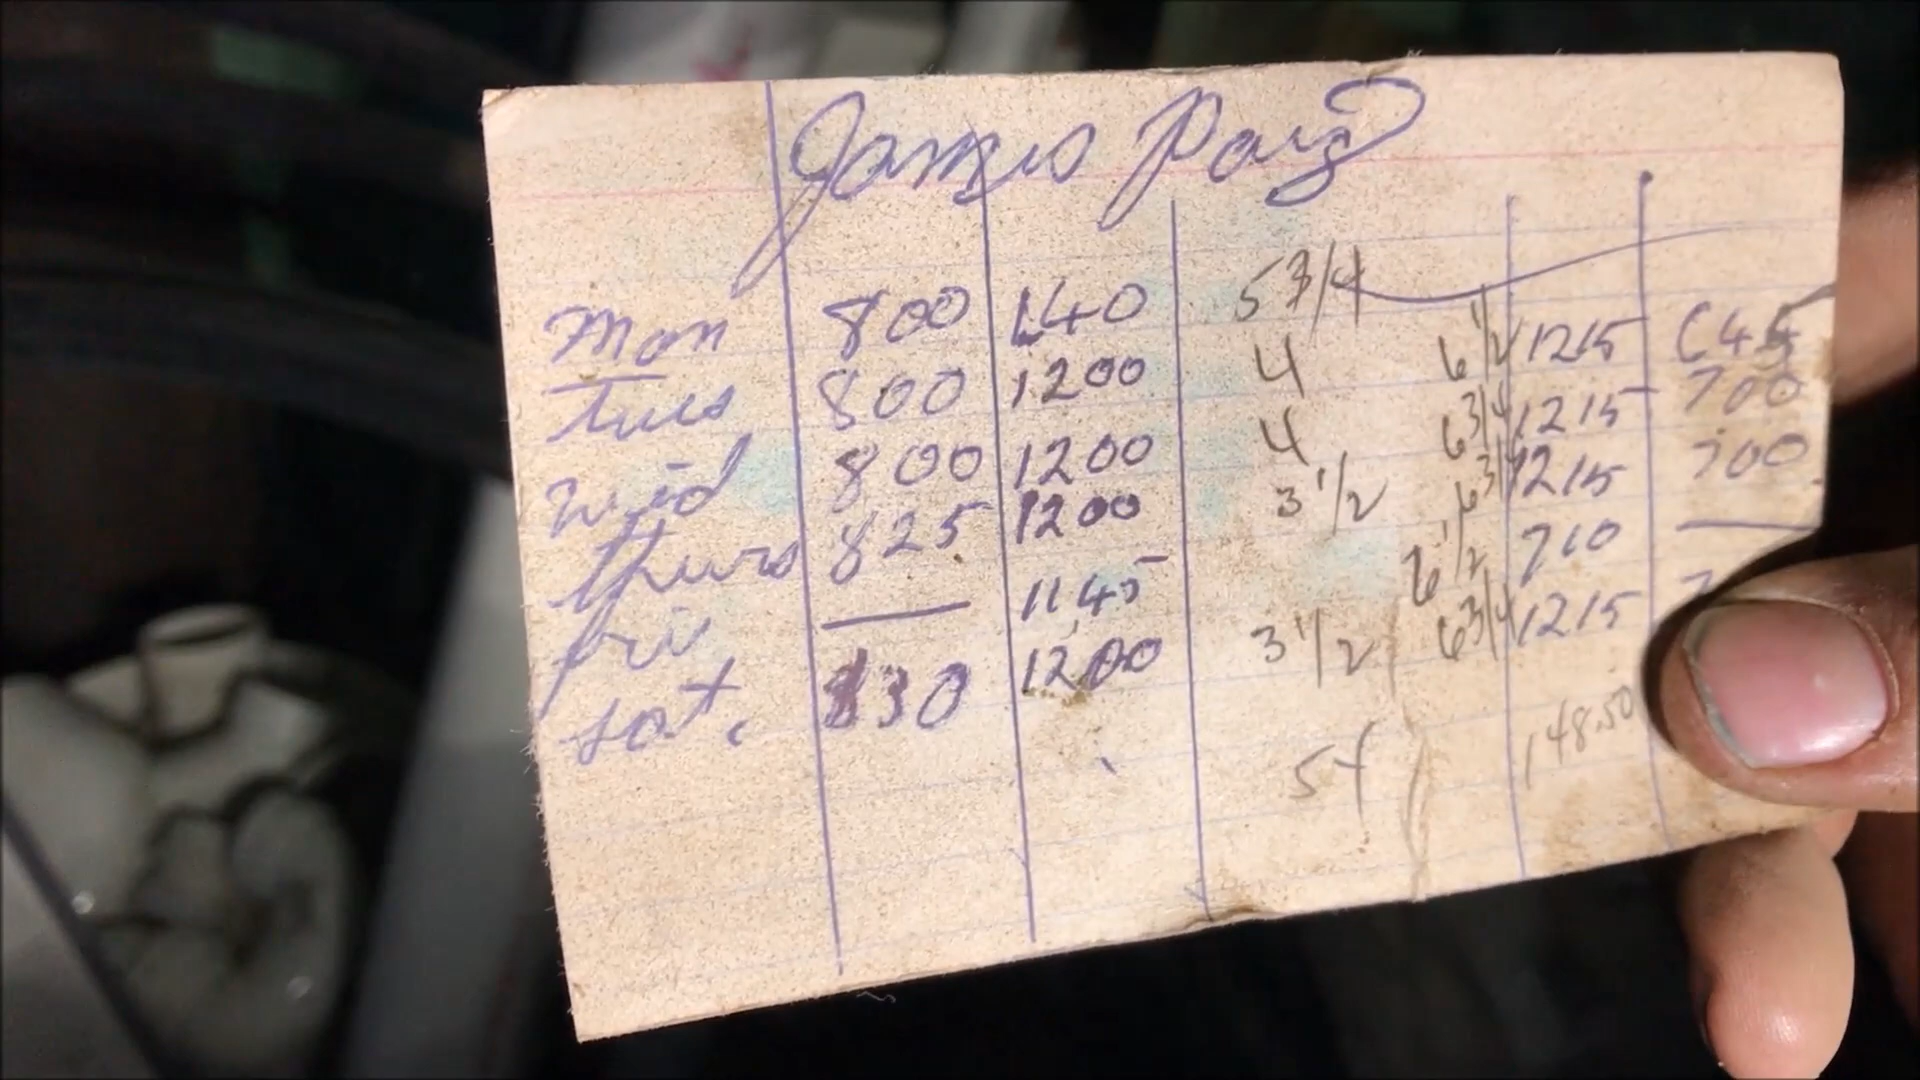 James Paig
Mon 800 140 5 3/4
Tues 800 1200 4 6 1/2 1215 645
Wed 800 1200 4 6 3/4 1215 700
Thurs 825 1200 3 1/2 6 3/4 1215 700
Fri — 1145 6 1/2 710 —
Sat. 830 1200 3 1/2 6 3/4 1215
54 148.50